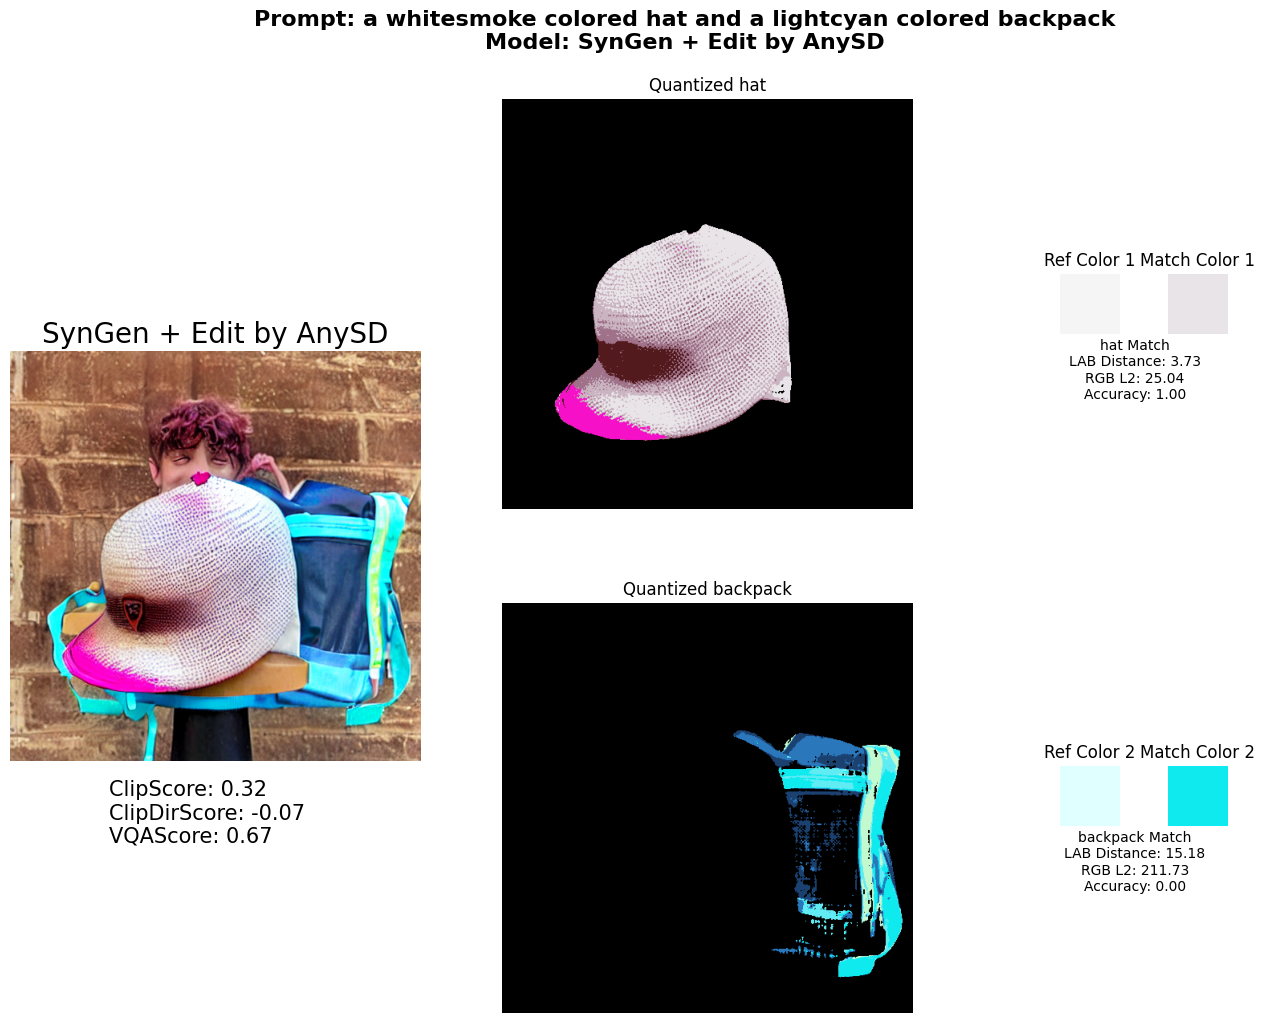 Prompt: a whitesmoke colored hat and a lightcyan colored backpack
Model: SynGen + Edit by AnySD
Quantized hat
Ref Color 1 Match Color 1
hat Match
LAB Distance: 3.73
RGB L2: 25.04
Accuracy: 1.00
SynGen + Edit by AnySD
ClipScore: 0.32
ClipDirScore: -0.07
VQAScore: 0.67
Quantized backpack
Ref Color 2 Match Color 2
backpack Match
LAB Distance: 15.18
RGB L2: 211.73
Accuracy: 0.00